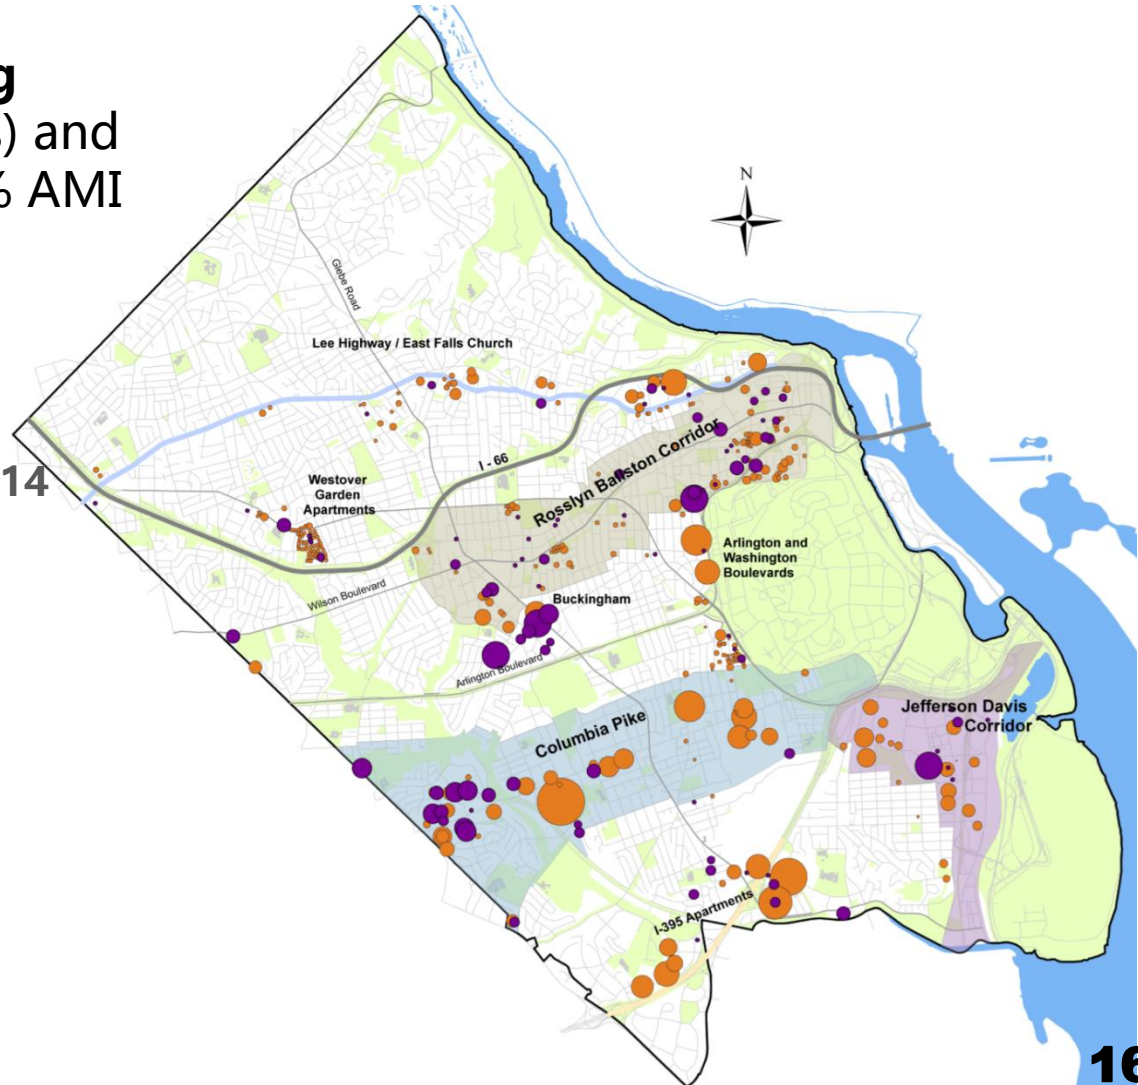 g
) and
% AMI
N
Glebe Road
Lee Highway / East Falls Church
14
I - 66
Rosslyn Ballston Corridor
Westover
Garden
Apartments
Arlington and
Washington
Boulevards
Wilson Boulevard
Buckingham
Arlington Boulevard
Columbia Pike
Jefferson Davis
Corridor
I-395 Apartments
16